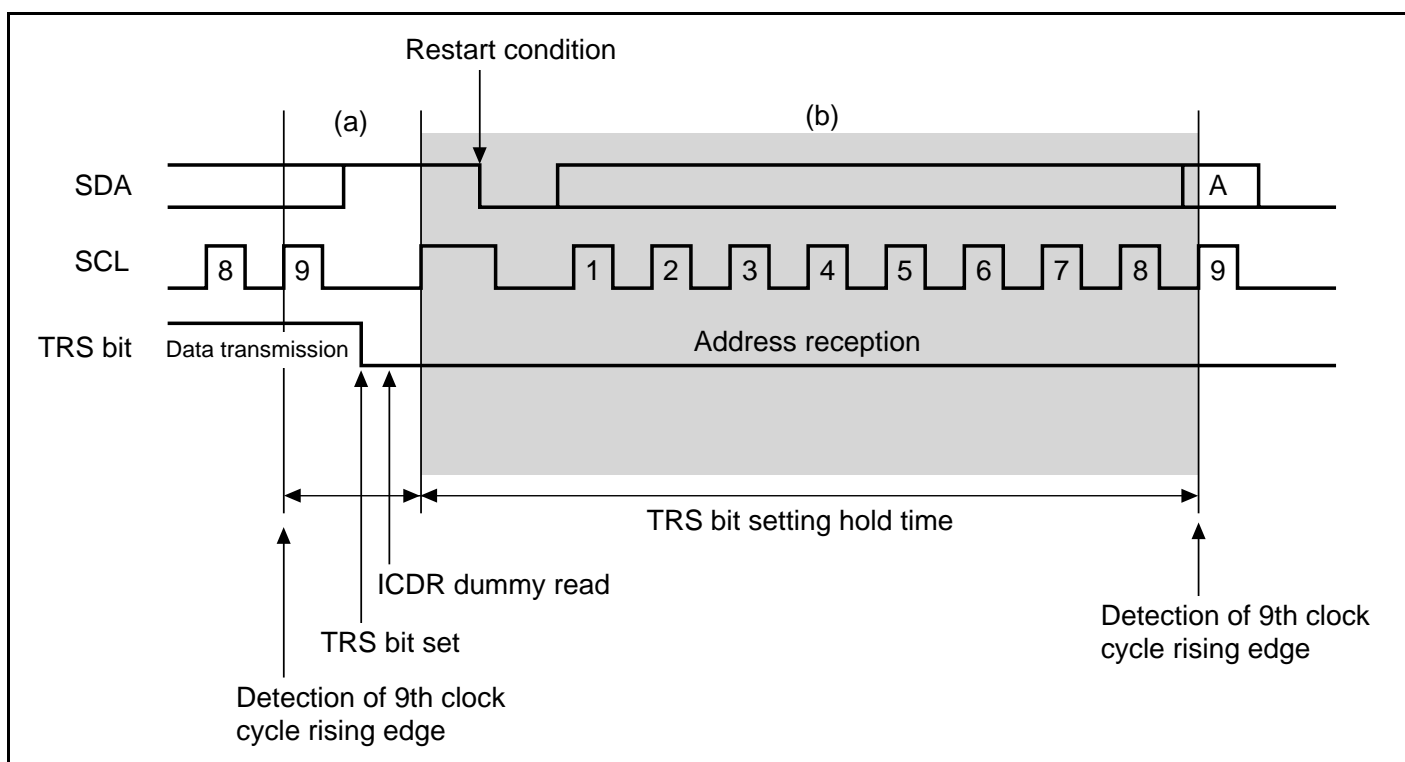 Restart condition
(a)
(b)
SDA
A
SCL
8
9
1
2
3
4
5
6
7
8
9
TRS bit
Data transmission
Address reception
TRS bit setting hold time
ICDR dummy read
TRS bit set
Detection of 9th clock
cycle rising edge
Detection of 9th clock
cycle rising edge